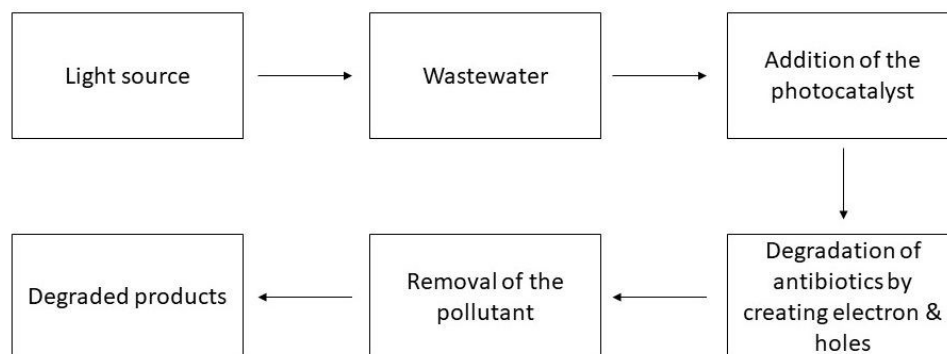 Light source
Wastewater
Addition of the
photocatalyst
Degradation of
antibiotics by
creating electron &
holes
Removal of the
pollutant
Degraded products